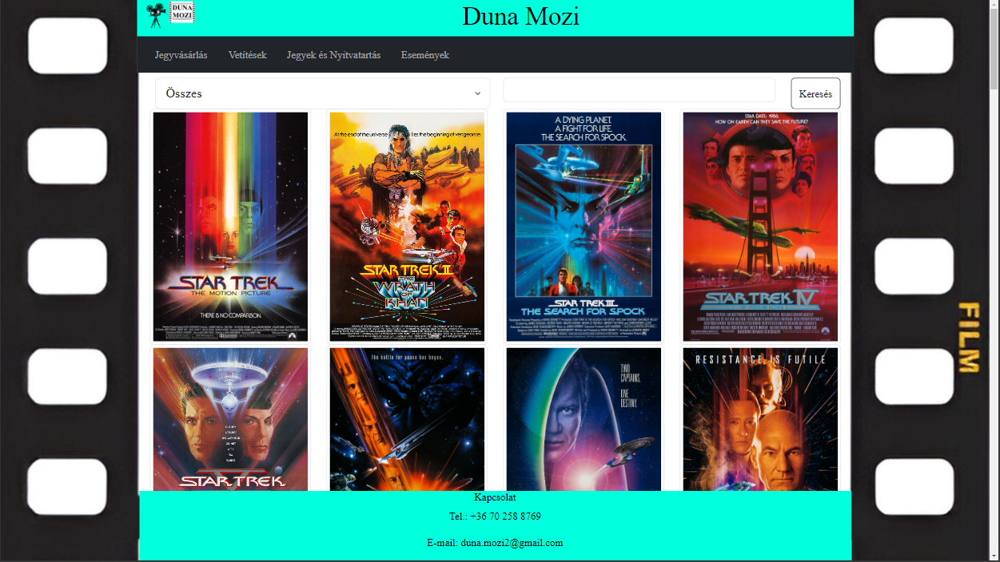 DUNA
MOZI
Duna Mozi
Jegyvásárlás Vetítések Jegyek és Nyitvatartás Események
Összes
Keresés
STAR TREK
THE MOTION PICTURE
THERE IS NO COMPARISON.
At the end of the universe lies the beginning of vengeance.
STAR TREK II
THE
WRATH
OF
KHAN
A DYING PLANET.
A FIGHT FOR LIFE.
THE SEARCH FOR SPOCK.
STAR TREK III
THE SEARCH FOR SPOCK
STAR DATE: 1986.
HOW ON EARTH CAN THEY SAVE THE FUTURE?
STAR TREK IV
FILM
STAR TREK
The battle for peace has begun.
TWO
CAPTAINS.
ONE
DESTINY.
RESISTANCE IS FUTILE
Kapcsolat
Tel.: +36 70 258 8769
E-mail: duna.mozi2@gmail.com